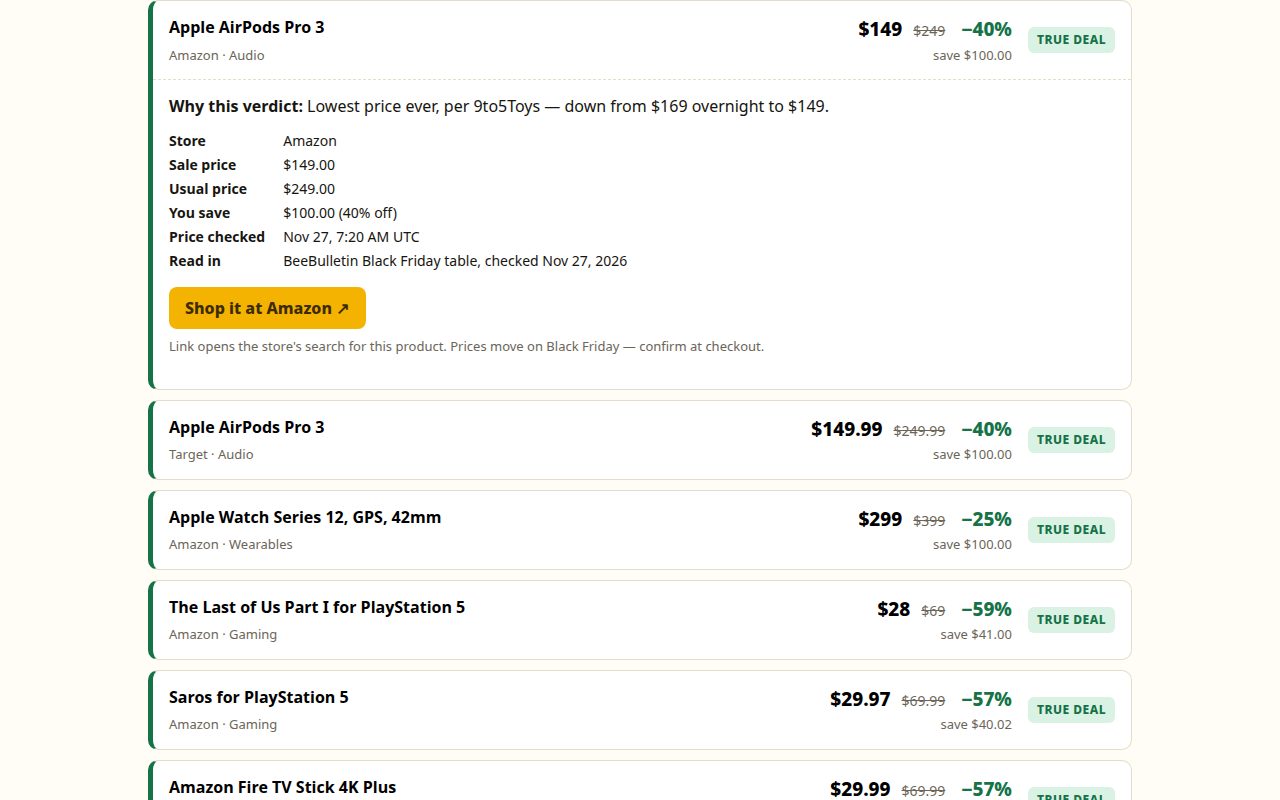 Apple AirPods Pro 3
$149 $249 −40%
TRUE DEAL
Amazon · Audio
save $100.00
Why this verdict: Lowest price ever, per 9to5Toys — down from $169 overnight to $149.
Store Amazon
Sale price $149.00
Usual price $249.00
You save $100.00 (40% off)
Price checked Nov 27, 7:20 AM UTC
Read in BeeBulletin Black Friday table, checked Nov 27, 2026
Shop it at Amazon ↗
Link opens the store's search for this product. Prices move on Black Friday — confirm at checkout.
Apple AirPods Pro 3
$149.99 $249.99 −40%
TRUE DEAL
Target · Audio
save $100.00
Apple Watch Series 12, GPS, 42mm
$299 $399 −25%
TRUE DEAL
Amazon · Wearables
save $100.00
The Last of Us Part I for PlayStation 5
$28 $69 −59%
TRUE DEAL
Amazon · Gaming
save $41.00
Saros for PlayStation 5
$29.97 $69.99 −57%
TRUE DEAL
Amazon · Gaming
save $40.02
Amazon Fire TV Stick 4K Plus
$29.99 $69.99 −57%
TRUE DEAL